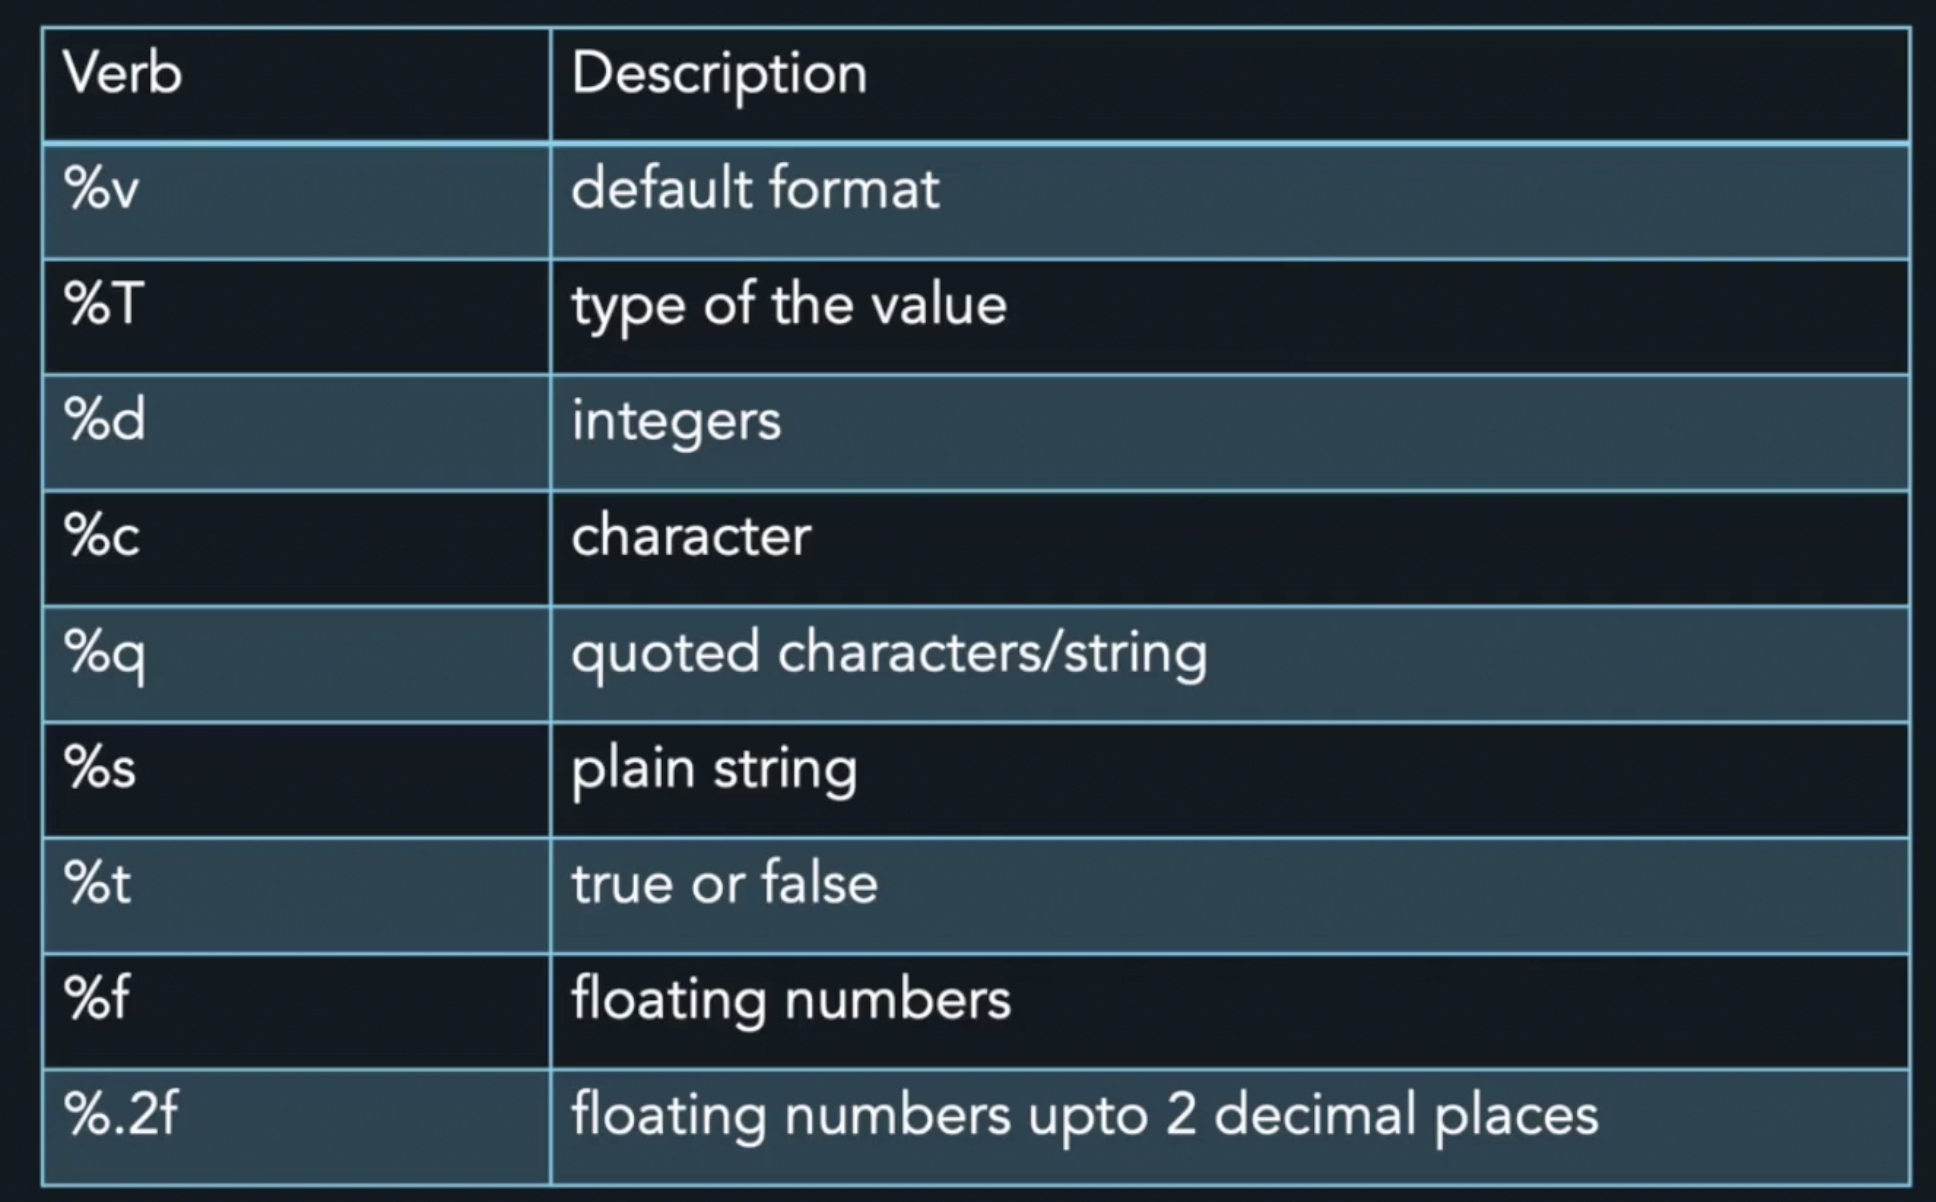 Verb Description
%v default format
%T type of the value
%d integers
%c character
%q quoted characters/string
%s plain string
%t true or false
%f floating numbers
%.2f floating numbers upto 2 decimal places